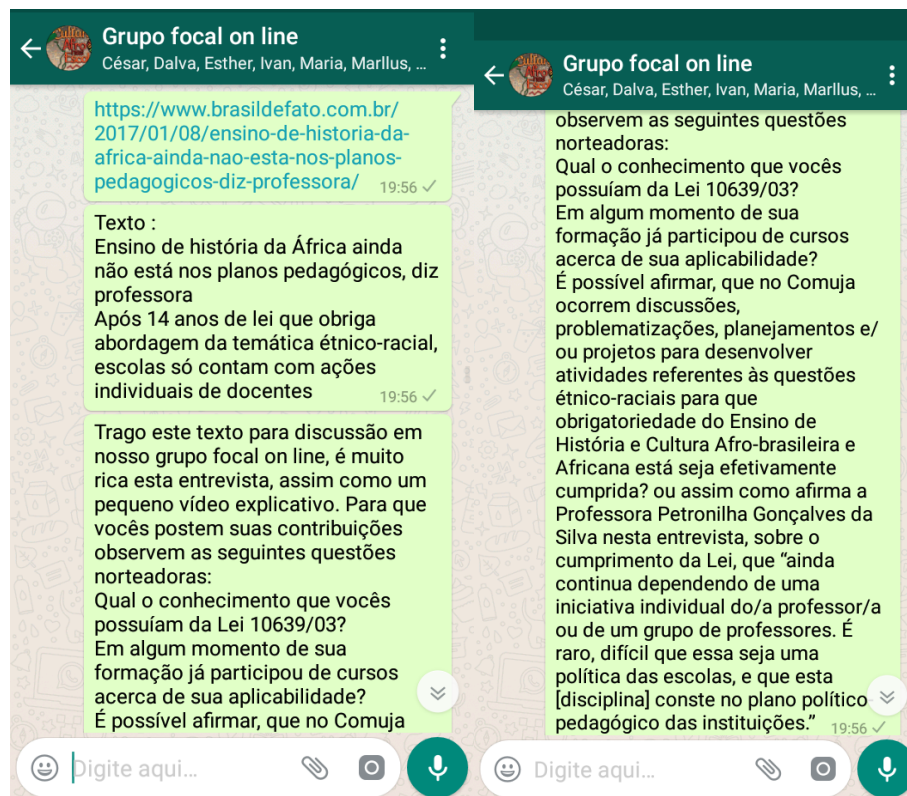 Grupo focal on line
César, Dalva, Esther, Ivan, Maria, Marllus, ...
https://www.brasildefato.com.br/
2017/01/08/ensino-de-historia-da-
africa-ainda-nao-esta-nos-planos-
pedagogicos-diz-professora/
19:56
Texto :
Ensino de história da África ainda
não está nos planos pedagógicos, diz
professora
Após 14 anos de lei que obriga
abordagem da temática étnico-racial,
escolas só contam com ações
individuais de docentes
19:56
Trago este texto para discussão em
nosso grupo focal on line, é muito
rica esta entrevista, assim como um
pequeno vídeo explicativo. Para que
vocês postem suas contribuições
observem as seguintes questões
norteadoras:
Qual o conhecimento que vocês
possuíam da Lei 10639/03?
Em algum momento de sua
formação já participou de cursos
acerca de sua aplicabilidade?
É possível afirmar, que no Comuja
Digite aqui...
Grupo focal on line
César, Dalva, Esther, Ivan, Maria, Marllus, ...
observem as seguintes questões
norteadoras:
Qual o conhecimento que vocês
possuíam da Lei 10639/03?
Em algum momento de sua
formação já participou de cursos
acerca de sua aplicabilidade?
É possível afirmar, que no Comuja
ocorrem discussões,
problematizações, planejamentos e/
ou projetos para desenvolver
atividades referentes às questões
étnico-raciais para que
obrigatoriedade do Ensino de
História e Cultura Afro-brasileira e
Africana está seja efetivamente
cumprida? ou assim como afirma a
Professora Petronilha Gonçalves da
Silva nesta entrevista, sobre o
cumprimento da Lei, que “ainda
continua dependendo de uma
iniciativa individual do/a professor/a
ou de um grupo de professores. É
raro, difícil que essa seja uma
política das escolas, e que esta
[disciplina] conste no plano político-
pedagógico das instituições.”
19:56
Digite aqui...